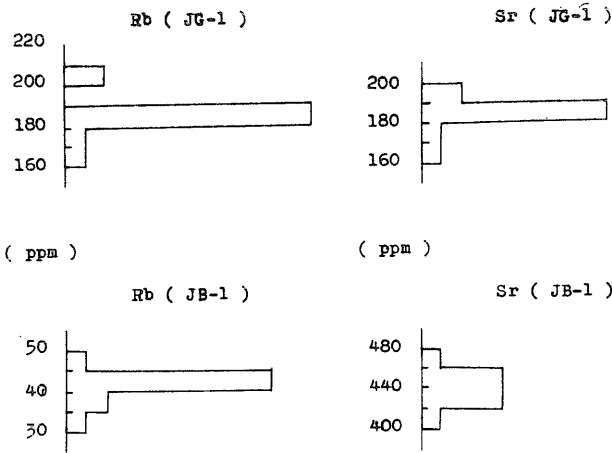 Rb ( JG-1 )
220
200
180
160
Sr ( JG-1 )
200
180
160
( ppm )
( ppm )
Rb ( JB-1 )
50
40
30
Sr ( JB-1 )
480
440
400